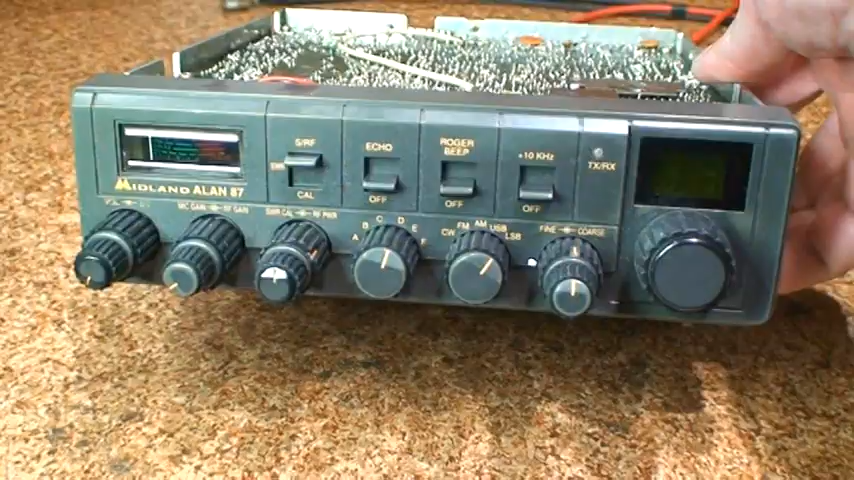 S/RF
SWR
CAL
ECHO
OFF
ROGER
BEEP
OFF
+10 KHz
OFF
TX/RX
MIDLAND ALAN 87
MIC GAIN RF GAIN
SWR CAL RF PWR
A B C D E F
CW FM AM USB LSB
FINE COARSE